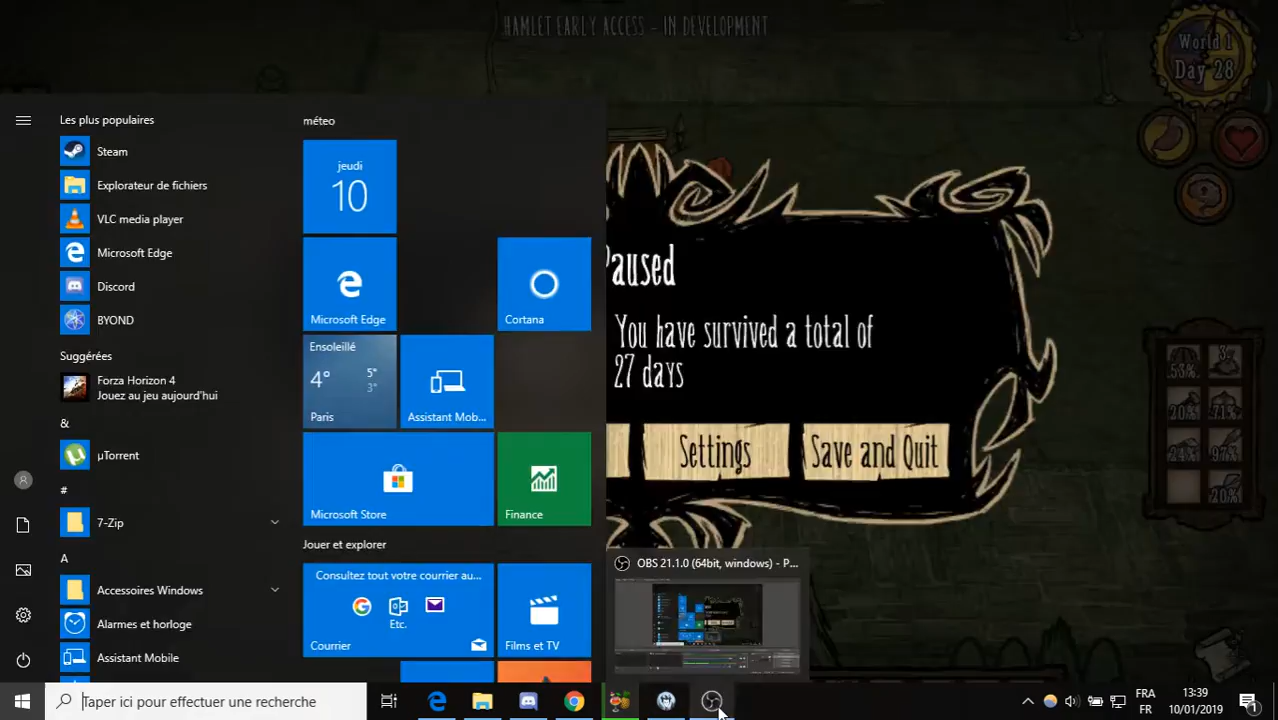 HAMLET EARLY ACCESS - IN DEVELOPMENT
World 1
Day 28
Les plus populaires
Steam
Explorateur de fichiers
VLC media player
Microsoft Edge
Discord
BYOND
Suggérées
Forza Horizon 4
Jouez au jeu aujourd'hui
&
µTorrent
#
7-Zip
A
Accessoires Windows
Alarmes et horloge
Assistant Mobile
méteo
jeudi
10
Microsoft Edge
Cortana
Ensoleillé
4° 5°
3°
Paris
Assistant Mob...
Microsoft Store
Finance
Jouer et explorer
Consultez tout votre courrier au...
Etc.
Courrier
Films et TV
Paused
You have survived a total of
27 days
Settings
Save and Quit
53%
20% 71%
24% 97%
20%
OBS 21.1.0 (64bit, windows) - P...
Taper ici pour effectuer une recherche
FRA
FR
13:39
10/01/2019
1